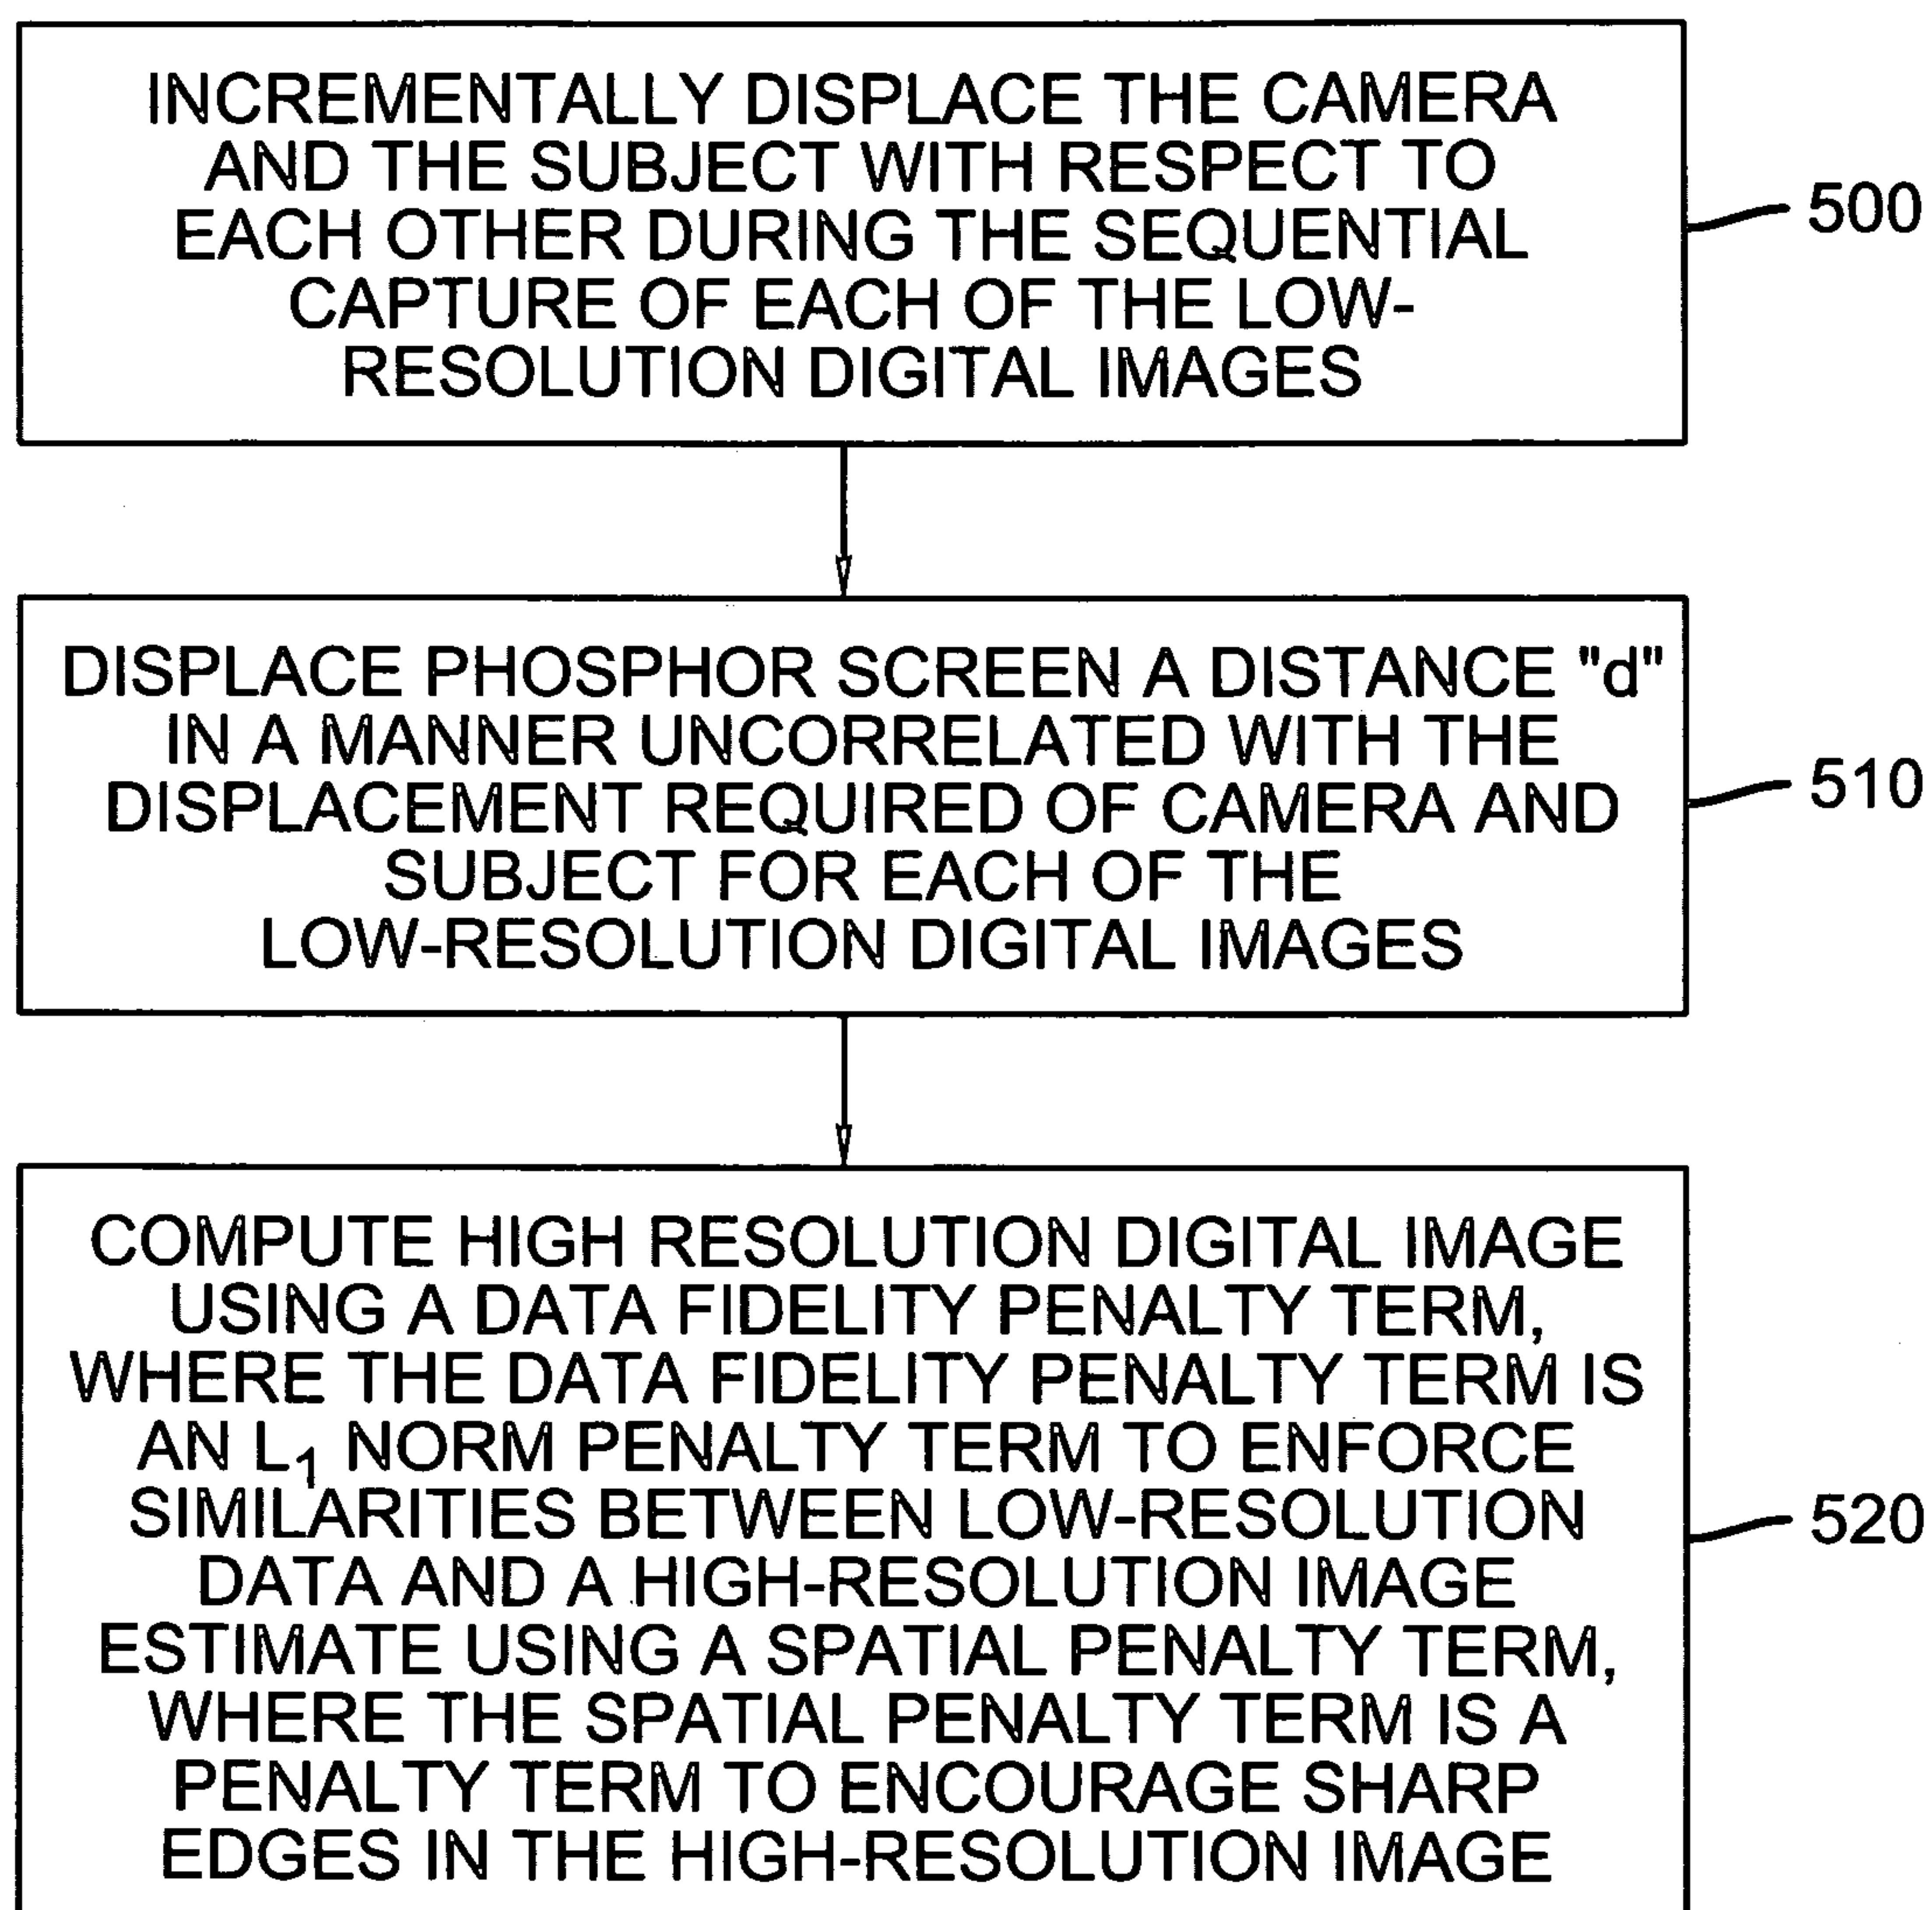 INCREMENTALLY DISPLACE THE CAMERA
AND THE SUBJECT WITH RESPECT TO
EACH OTHER DURING THE SEQUENTIAL
CAPTURE OF EACH OF THE LOW-
RESOLUTION DIGITAL IMAGES
500
DISPLACE PHOSPHOR SCREEN A DISTANCE "d"
IN A MANNER UNCORRELATED WITH THE
DISPLACEMENT REQUIRED OF CAMERA AND
SUBJECT FOR EACH OF THE
LOW-RESOLUTION DIGITAL IMAGES
510
COMPUTE HIGH RESOLUTION DIGITAL IMAGE
USING A DATA FIDELITY PENALTY TERM,
WHERE THE DATA FIDELITY PENALTY TERM IS
AN L₁ NORM PENALTY TERM TO ENFORCE
SIMILARITIES BETWEEN LOW-RESOLUTION
DATA AND A HIGH-RESOLUTION IMAGE
ESTIMATE USING A SPATIAL PENALTY TERM,
WHERE THE SPATIAL PENALTY TERM IS A
PENALTY TERM TO ENCOURAGE SHARP
EDGES IN THE HIGH-RESOLUTION IMAGE
520